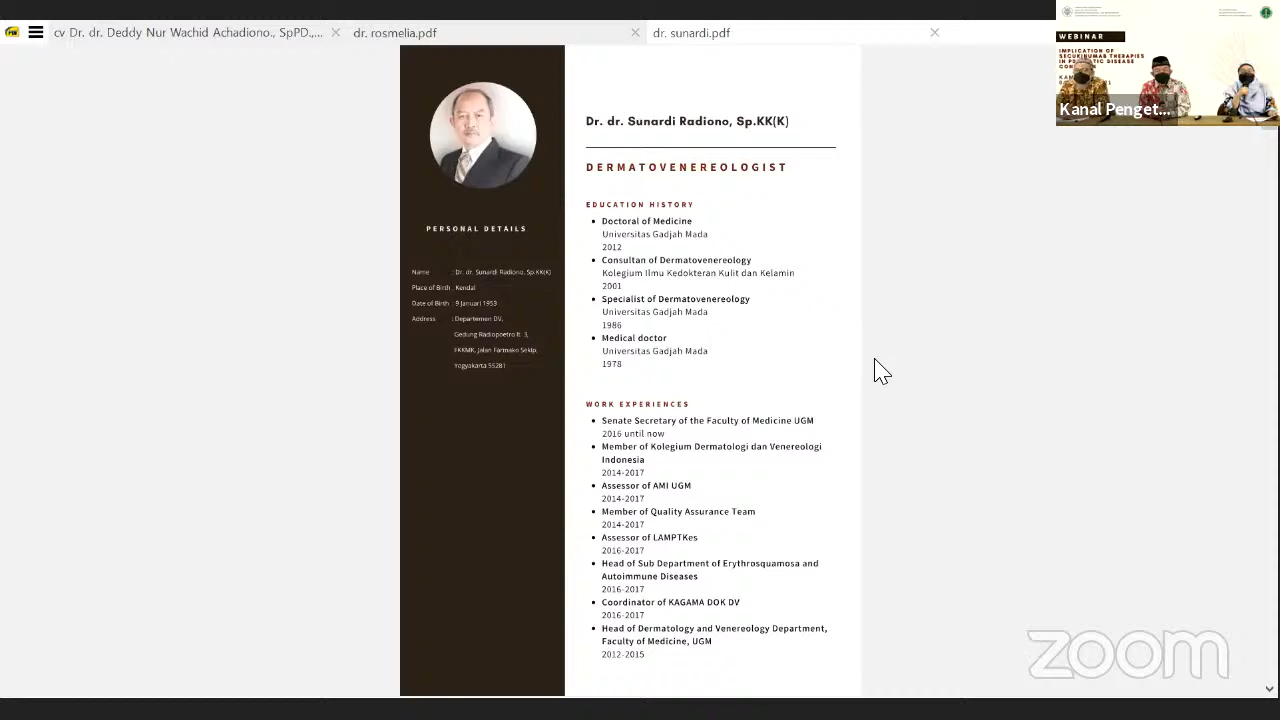 cv Dr. dr. Deddy Nur Wachid Achadiono., SpPD.,...
dr. rosmelia.pdf
dr. sunardi.pdf
WEBINAR
IMPLICATION OF
SECUKINUMAB THERAPIES
Kanal Penget...
PERSONAL DETAILS
Name : Dr. dr. Sunardi Radiono, Sp.KK(K)
Place of Birth : Kendal
Date of Birth : 9 Januari 1953
Address : Departemen DV,
Gedung Radiopoetro lt. 3,
FKKMK, Jalan Farmako Sekip,
Yogyakarta 55281
Dr. dr. Sunardi Radiono, Sp.KK(K)
DERMATOVENEREOLOGIST
EDUCATION HISTORY
Doctoral of Medicine
Universitas Gadjah Mada
2012
Consultan of Dermatovenereology
Kolegium Ilmu Kedokteran Kulit dan Kelamin
2001
Specialist of Dermatovenereology
Universitas Gadjah Mada
1986
Medical doctor
Universitas Gadjah Mada
1978
WORK EXPERIENCES
Senate Secretary of the Faculty of Medicine UGM
2016 until now
Member of Kolegium Dermatologi dan Venereologi
Indonesia
2014-2017
Assessor of AMI UGM
2014-2017
Member of Quality Assurance Team
2014-2017
Assessor of LAMPTKes
2016-2017
Head of Sub Department of Erythrosquamosa and
Autoimmune Diseases
2016-2017
Coordinator of KAGAMA DOK DV
2016-2017
Head of Dermatology and Venereology Department,
Faculty of Medicine, UGM
2012-2015
zoom